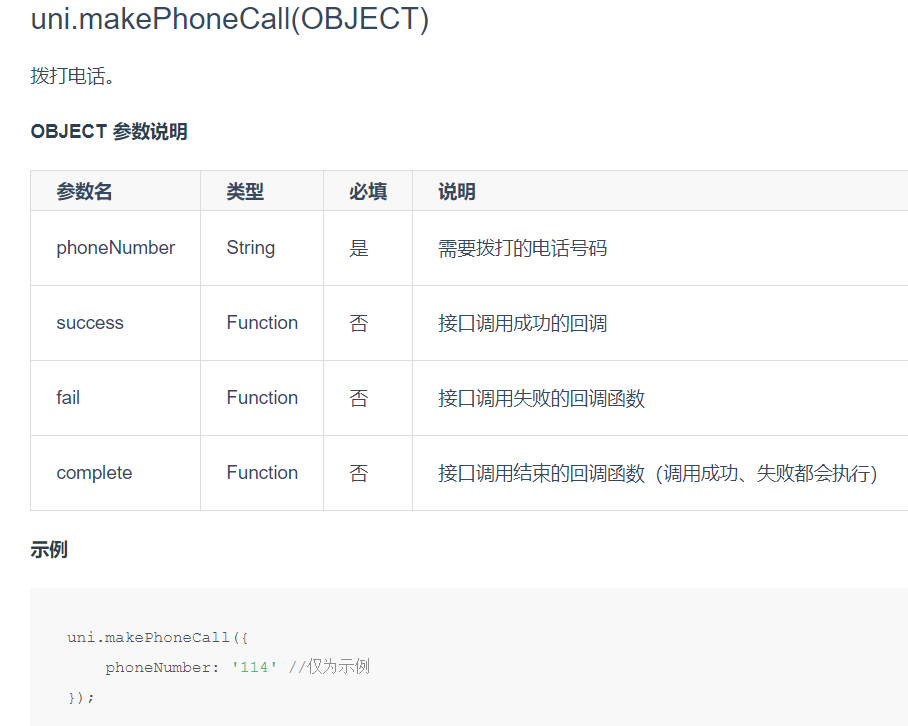 uni.makePhoneCall(OBJECT)
拨打电话。
OBJECT 参数说明
参数名 类型 必填 说明
phoneNumber String 是 需要拨打的电话号码
success Function 否 接口调用成功的回调
fail Function 否 接口调用失败的回调函数
complete Function 否 接口调用结束的回调函数（调用成功、失败都会执行）
示例
uni.makePhoneCall({
    phoneNumber: '114' //仅为示例
});